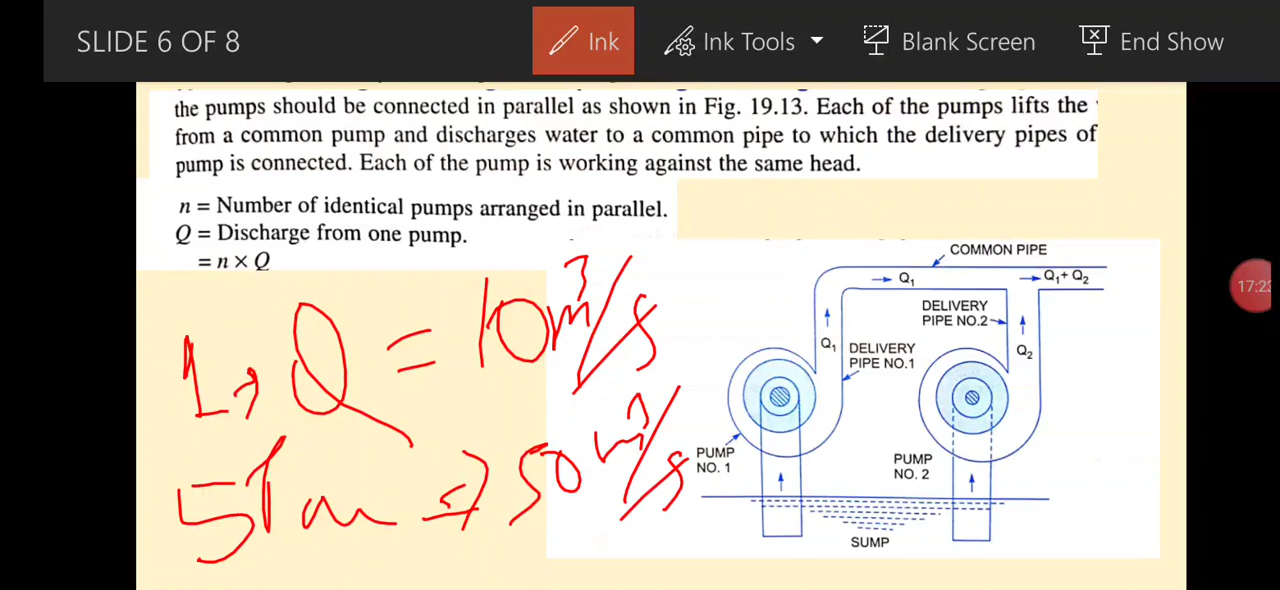 SLIDE 6 OF 8
Ink
Ink Tools
Blank Screen
End Show
the pumps should be connected in parallel as shown in Fig. 19.13. Each of the pumps lifts the
from a common pump and discharges water to a common pipe to which the delivery pipes of
pump is connected. Each of the pump is working against the same head.
n = Number of identical pumps arranged in parallel.
Q = Discharge from one pump.
= n × Q
1 → Q = 10 m³/s
⇒ 50 m³/s
COMMON PIPE
Q₁
Q₁+ Q₂
DELIVERY
PIPE NO.2
Q₁
DELIVERY
PIPE NO.1
Q₂
PUMP
NO. 1
PUMP
NO. 2
SUMP
17:22